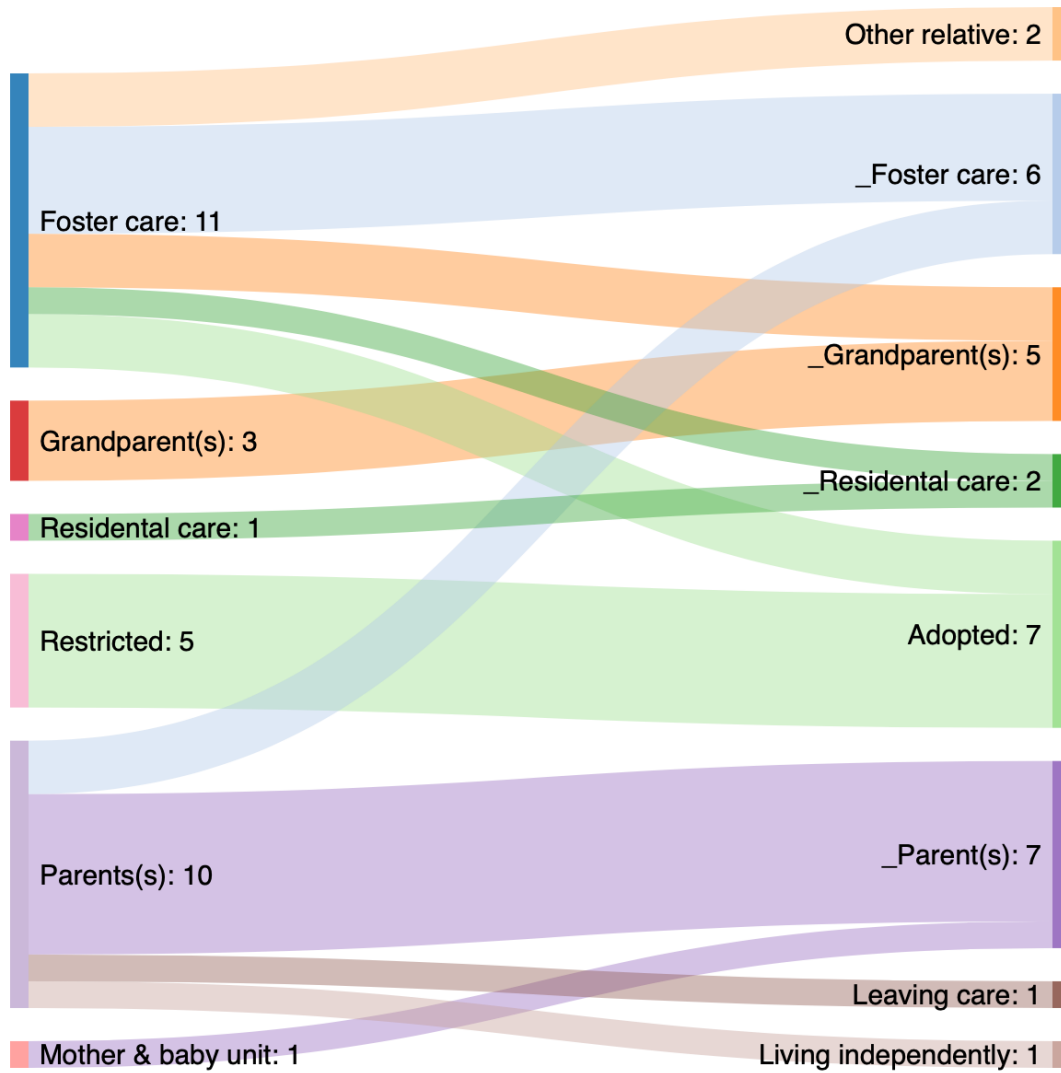 Other relative: 2
_Foster care: 6
Foster care: 11
_Grandparent(s): 5
Grandparent(s): 3
_Residental care: 2
Residental care: 1
Restricted: 5
Adopted: 7
_Parent(s): 7
Parents(s): 10
Leaving care: 1
Mother & baby unit: 1
Living independently: 1